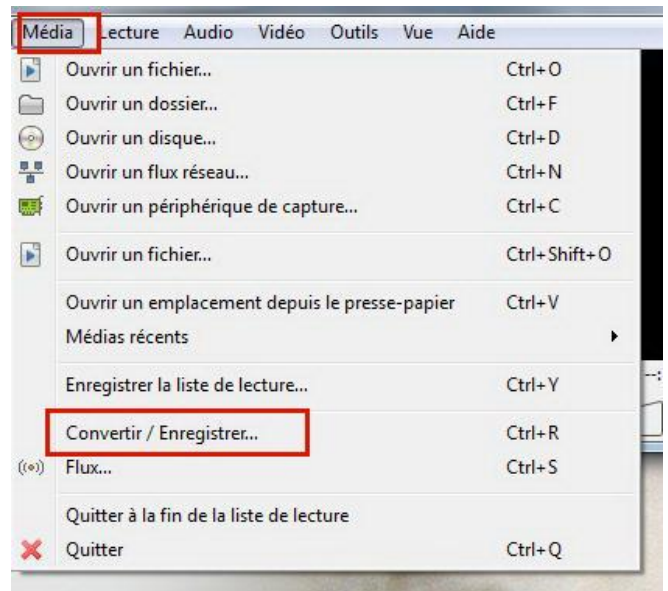 Média Lecture Audio Vidéo Outils Vue Aide
Ouvrir un fichier... Ctrl+O
Ouvrir un dossier... Ctrl+F
Ouvrir un disque... Ctrl+D
Ouvrir un flux réseau... Ctrl+N
Ouvrir un périphérique de capture... Ctrl+C
Ouvrir un fichier... Ctrl+Shift+O
Ouvrir un emplacement depuis le presse-papier Ctrl+V
Médias récents
Enregistrer la liste de lecture... Ctrl+Y
Convertir / Enregistrer... Ctrl+R
Flux... Ctrl+S
Quitter à la fin de la liste de lecture
Quitter Ctrl+Q
--: